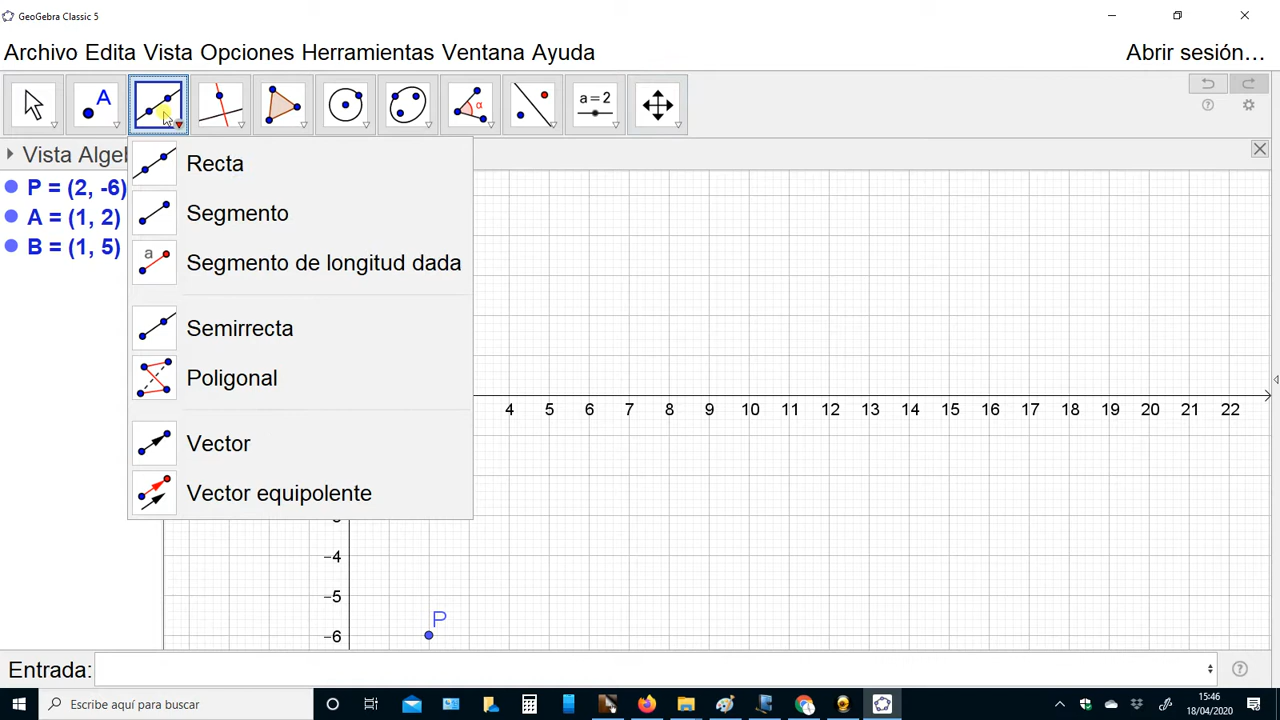 GeoGebra Classic 5
Archivo Edita Vista Opciones Herramientas Ventana Ayuda
Abrir sesión...
A
α
a=2
Vista Algeb
P = (2, -6)
A = (1, 2)
B = (1, 5)
Recta
Segmento
a
Segmento de longitud dada
Semirrecta
Poligonal
Vector
Vector equipolente
4 5 6 7 8 9 10 11 12 13 14 15 16 17 18 19 20 21 22
−4
−5
−6
P
Entrada:
Escribe aquí para buscar
15:46
18/04/2020